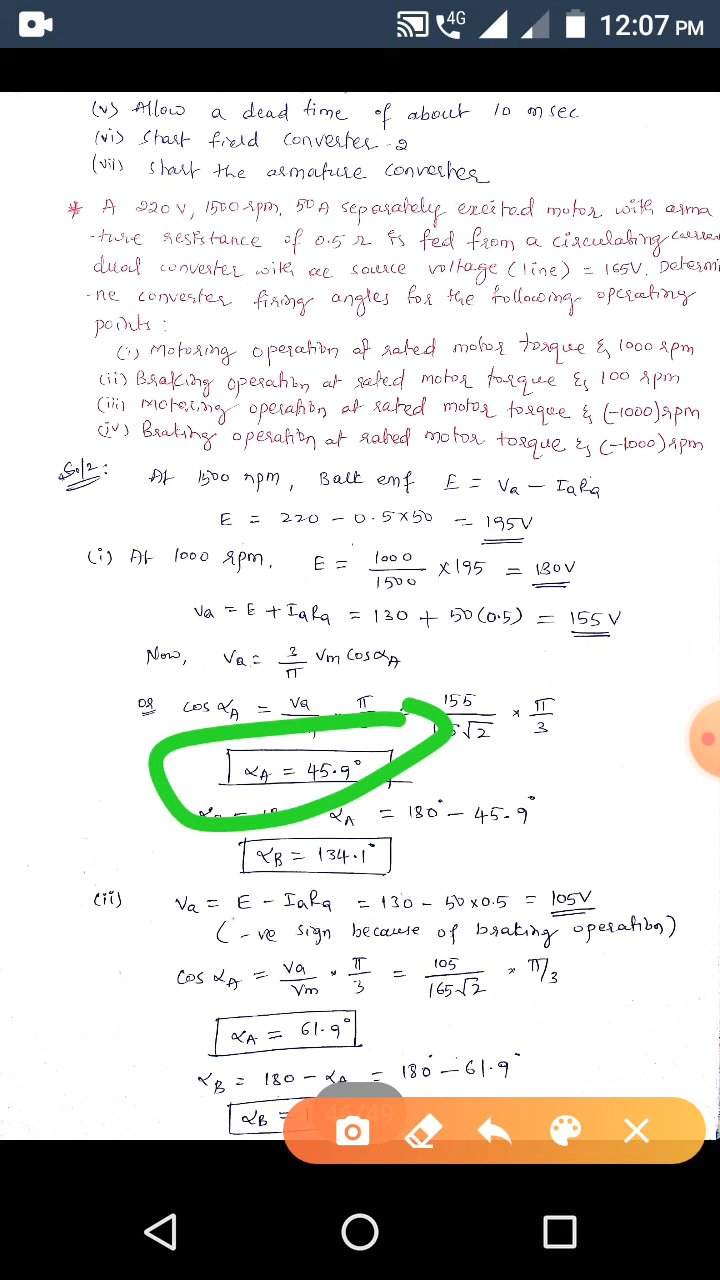 4G 12:07 PM
(v) Allow a dead time of about 10 msec
(vi) Start field converter-2
(vii) Start the armature converter
* A 220V, 1500 rpm, 50A separately excited motor with arma
-ture resistance of 0.5 Ω is fed from a circulating curren
dual converter with ac source voltage (line) = 165V. Determi
-ne converter firing angles for the following operating
points :
(i) Motoring operation at rated motor torque & 1000 rpm
(ii) Braking operation at rated motor torque & 100 rpm
(iii) Motoring operation at rated motor torque & (-1000) rpm
(iv) Braking operation at rated motor torque & (-1000) rpm
Sol: At 1500 rpm, Back emf E = Va - IaRa
E = 220 - 0.5×50 = 195V
(i) At 1000 rpm, E = 1000/1500 × 195 = 130V
Va = E + IaRa = 130 + 50(0.5) = 155V
Now, Va = 3/π Vm cos αA
or cos αA = Va π 155 √2 * π/3
αA = 45.9°
αA = 180° - 45.9°
αB = 134.1°
(ii) Va = E - IaRa = 130 - 50×0.5 = 105V
(-ve sign because of braking operation)
cos αA = Va/Vm * π/3 = 105/165√2 * π/3
αA = 61.9°
αB = 180 - αA = 180° - 61.9°
αB =